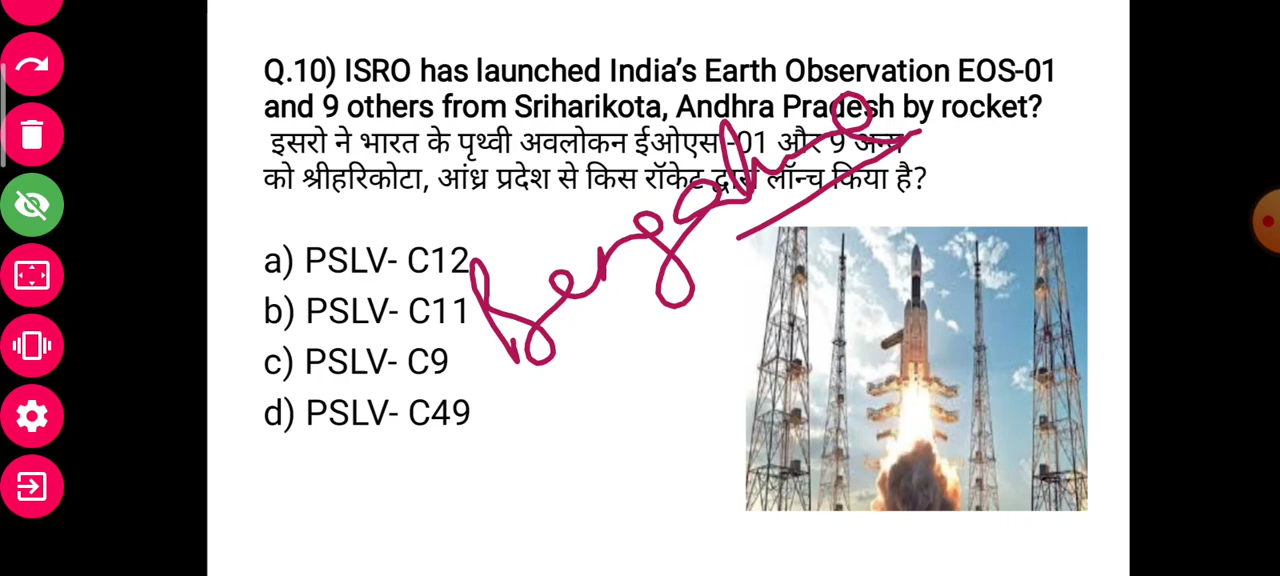 Q.10) ISRO has launched India's Earth Observation EOS-01
and 9 others from Sriharikota, Andhra Pradesh by rocket?
इसरो ने भारत के पृथ्वी अवलोकन ईओएस -01 और 9 अन्य
को श्रीहरिकोटा, आंध्र प्रदेश से किस रॉकेट द्वारा लॉन्च किया है?
a) PSLV- C12
b) PSLV- C11
c) PSLV- C9
d) PSLV- C49